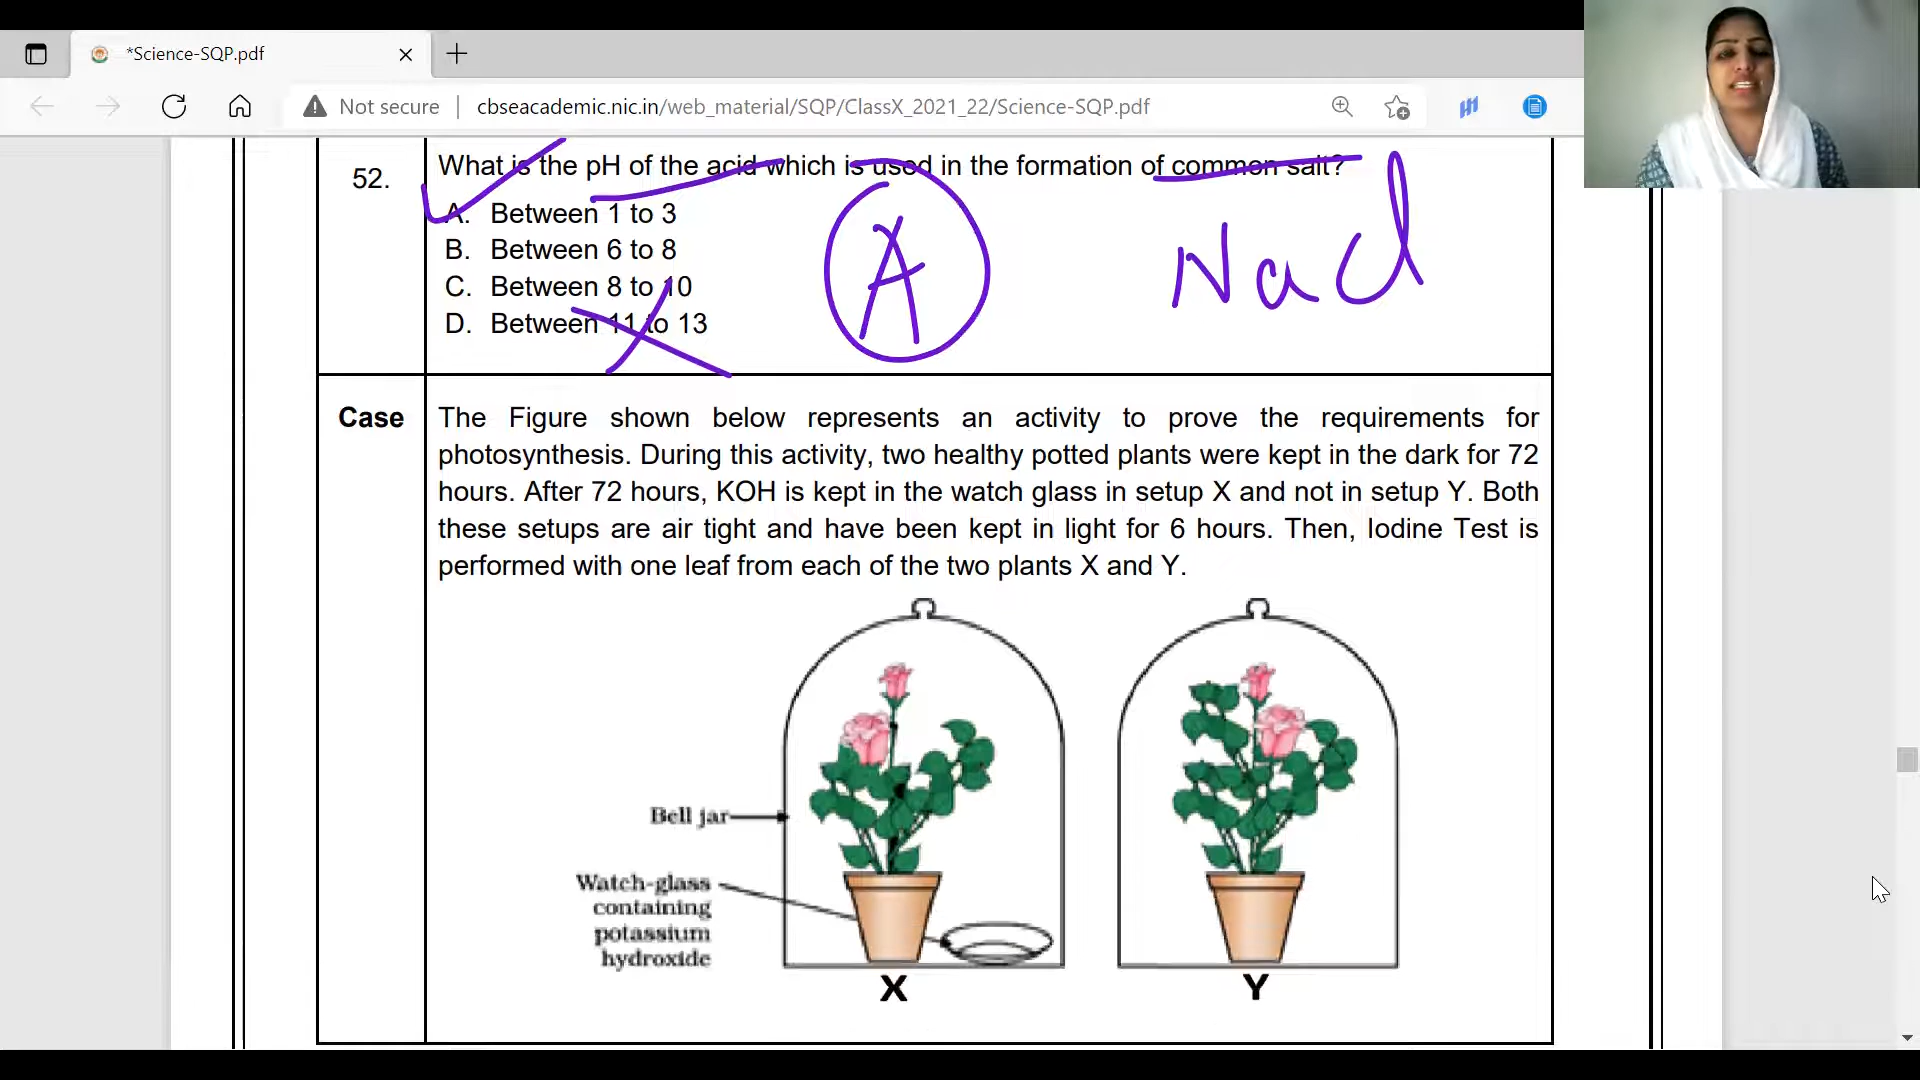 *Science-SQP.pdf
Not secure
cbseacademic.nic.in/web_material/SQP/ClassX_2021_22/Science-SQP.pdf
52.
What is the pH of the acid which is used in the formation of common salt?
A. Between 1 to 3
B. Between 6 to 8
C. Between 8 to 10
D. Between 11 to 13
A
NaCl
Case
The Figure shown below represents an activity to prove the requirements for
photosynthesis. During this activity, two healthy potted plants were kept in the dark for 72
hours. After 72 hours, KOH is kept in the watch glass in setup X and not in setup Y. Both
these setups are air tight and have been kept in light for 6 hours. Then, Iodine Test is
performed with one leaf from each of the two plants X and Y.
Bell jar
Watch-glass
containing
potassium
hydroxide
X
Y